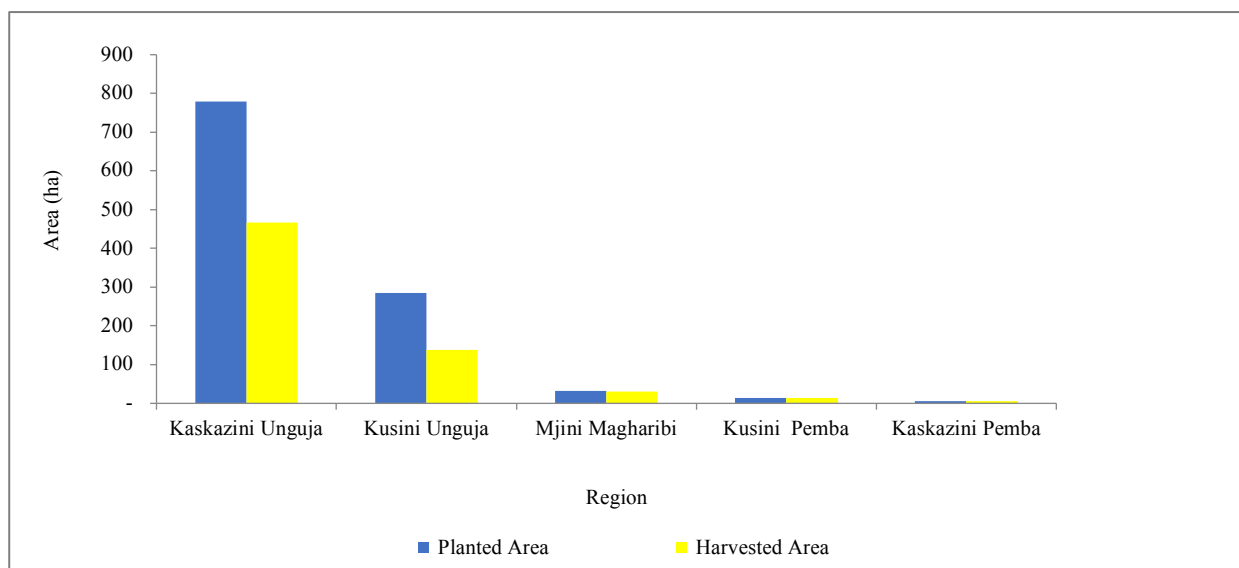 900
800
700
600
500
400
300
200
100
-
Area (ha)
Kaskazini Unguja Kusini Unguja Mjini Magharibi Kusini Pemba Kaskazini Pemba
Region
Planted Area Harvested Area